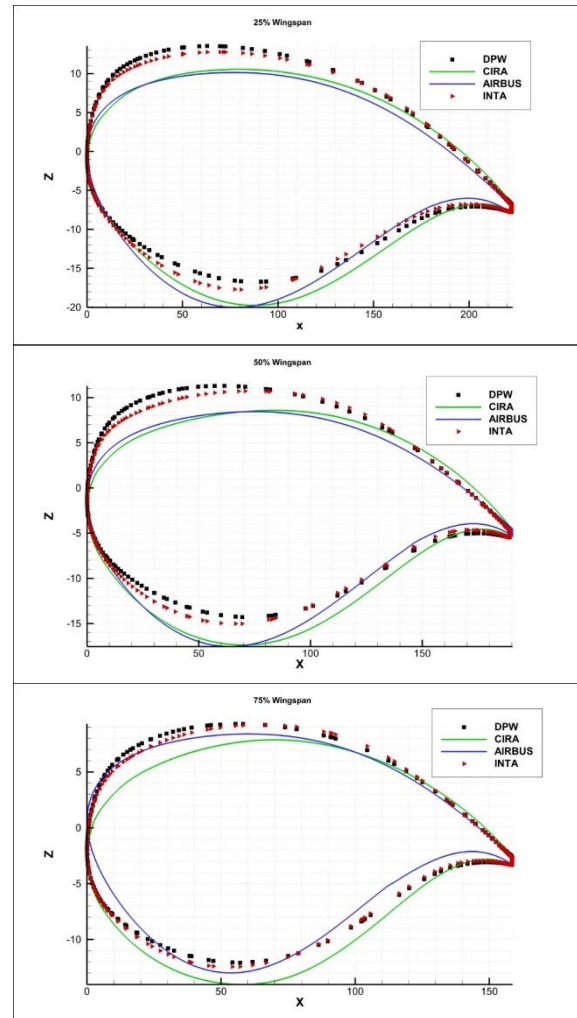 25% Wingspan
DPW
CIRA
AIRBUS
INTA
10
5
0
-5
-10
-15
-20
Z
0 50 100 150 200
x
50% Wingspan
DPW
CIRA
AIRBUS
INTA
10
5
0
-5
-10
-15
Z
0 50 100 150
X
75% Wingspan
DPW
CIRA
AIRBUS
INTA
5
0
-5
-10
Z
0 50 100 150
X